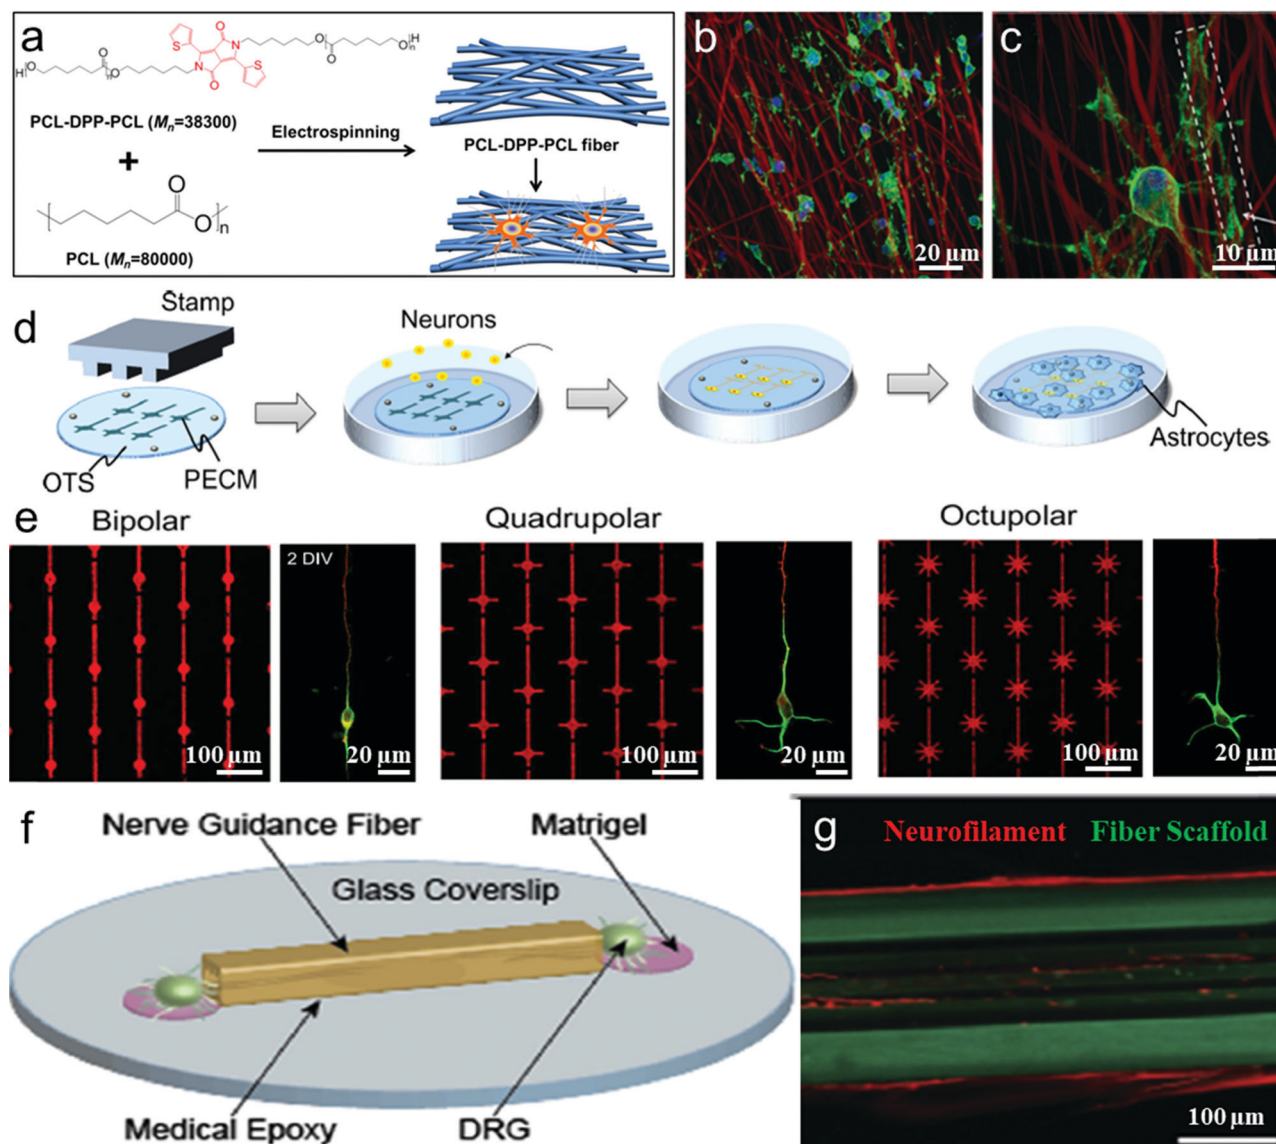 a
b
c
S
O
H
N
O
O
n
O
H
H
O
O
n
O
N
O
S
PCL-DPP-PCL (Mn=38300)
+
O
O
n
PCL (Mn=80000)
Electrospinning
PCL-DPP-PCL fiber
20 µm
10 µm
d
Stamp
OTS
PECM
Neurons
Astrocytes
e
Bipolar
Quadrupolar
Octupolar
2 DIV
100 µm
20 µm
100 µm
20 µm
100 µm
20 µm
f
Nerve Guidance Fiber
Matrigel
Glass Coverslip
Medical Epoxy
DRG
g
Neurofilament Fiber Scaffold
100 µm